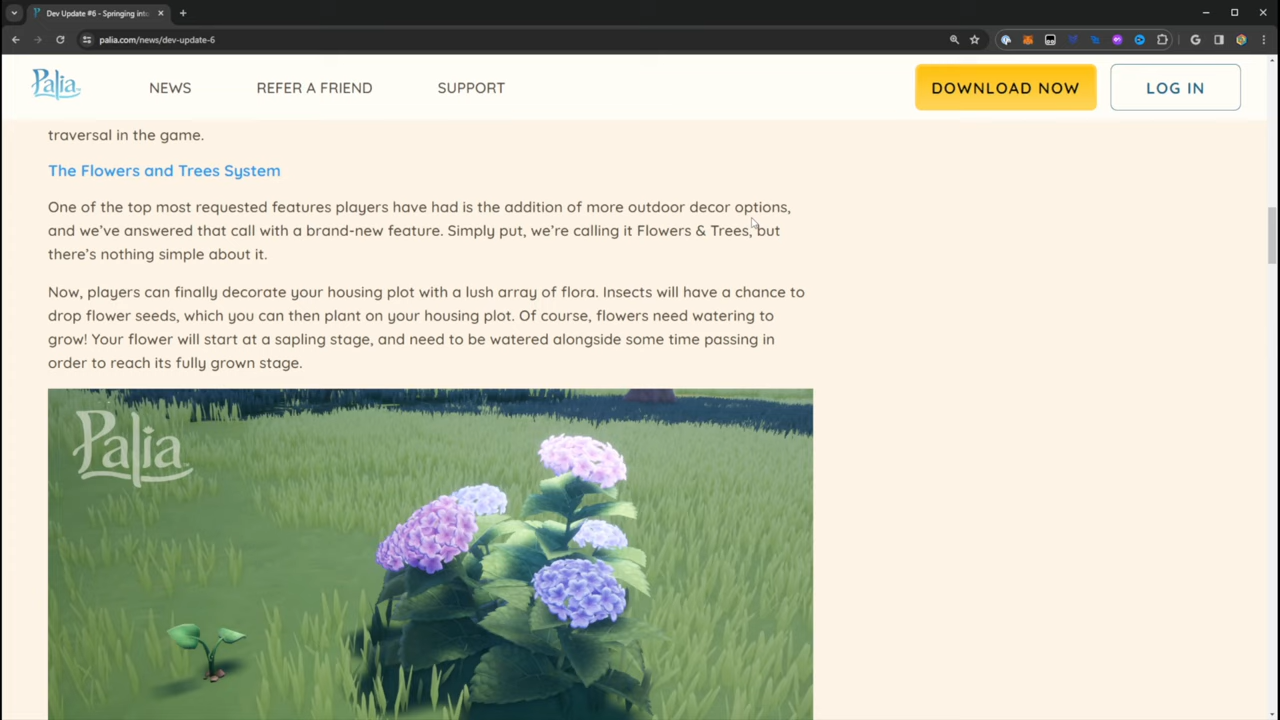 Dev Update #6 - Springing into
palia.com/news/dev-update-6
Palia
NEWS
REFER A FRIEND
SUPPORT
DOWNLOAD NOW
LOG IN
traversal in the game.
The Flowers and Trees System
One of the top most requested features players have had is the addition of more outdoor decor options,
and we’ve answered that call with a brand-new feature. Simply put, we’re calling it Flowers & Trees, but
there’s nothing simple about it.
Now, players can finally decorate your housing plot with a lush array of flora. Insects will have a chance to
drop flower seeds, which you can then plant on your housing plot. Of course, flowers need watering to
grow! Your flower will start at a sapling stage, and need to be watered alongside some time passing in
order to reach its fully grown stage.
Palia